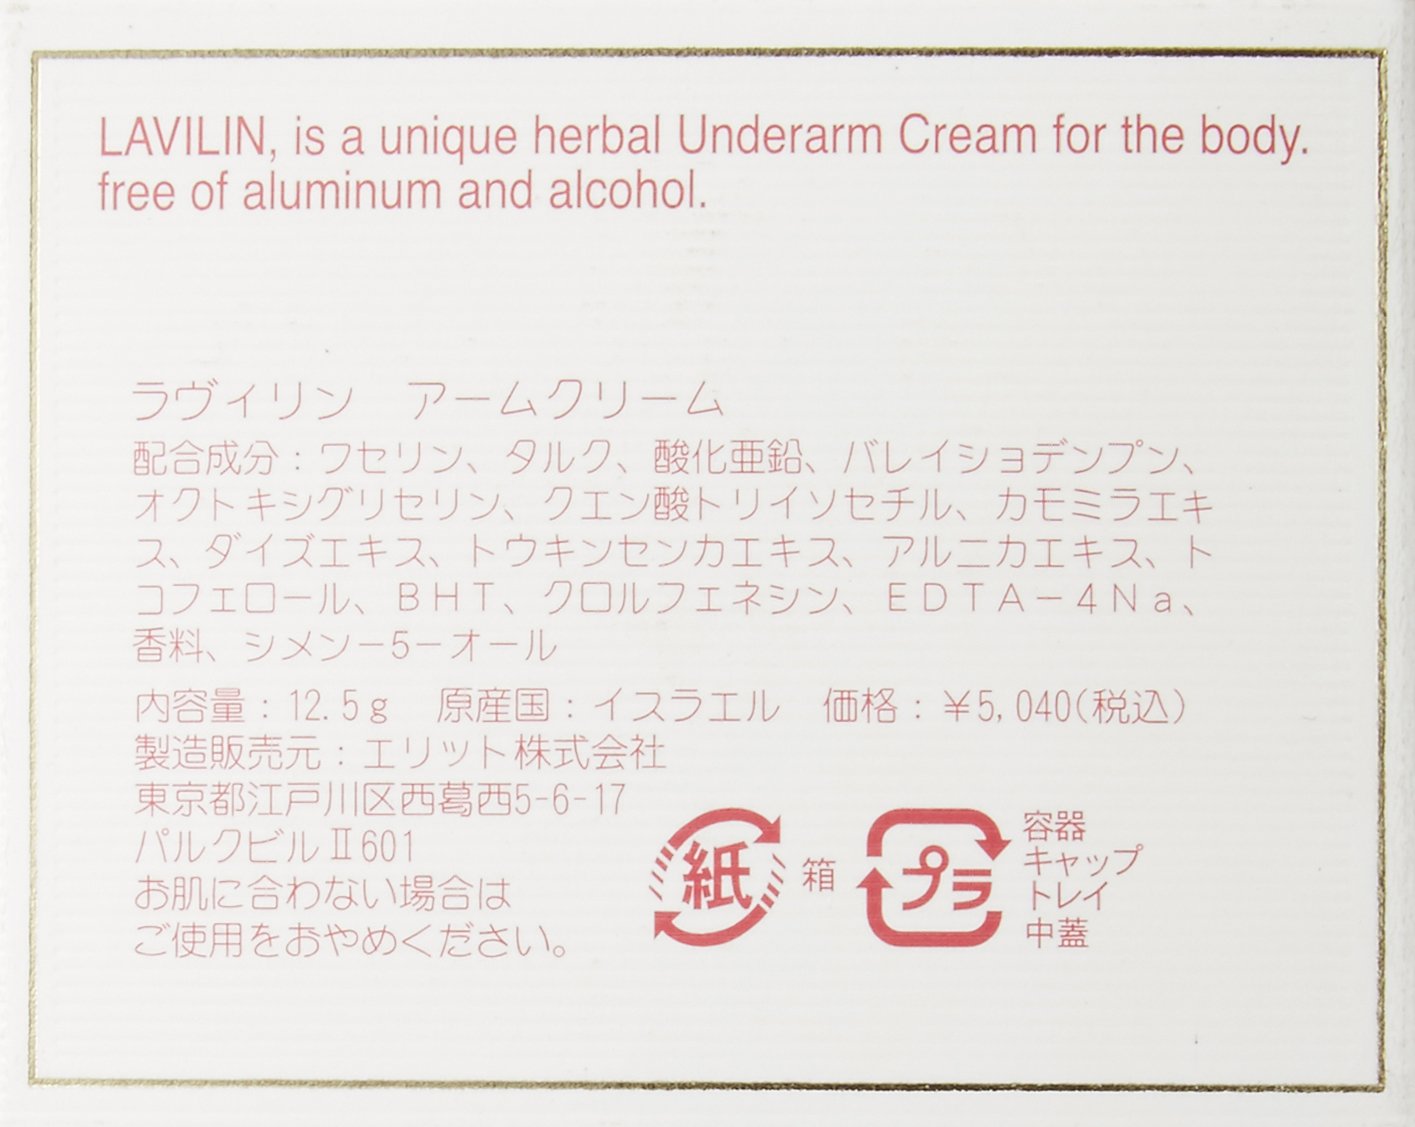 LAVILIN, is a unique herbal Underarm Cream for the body.
free of aluminum and alcohol.
ラヴィリン　アームクリーム
配合成分：ワセリン、タルク、酸化亜鉛、バレイショデンプン、
オクトキシグリセリン、クエン酸トリイソセチル、カモミラエキ
ス、ダイズエキス、トウキンセンカエキス、アルニカエキス、ト
コフェロール、ＢＨＴ、クロルフェネシン、ＥＤＴＡ－４Ｎａ、
香料、シメン－5－オール
内容量：12.5g　原産国：イスラエル　価格：¥5,040(税込)
製造販売元：エリット株式会社
東京都江戸川区西葛西5-6-17
パルクビルⅡ601
お肌に合わない場合は
ご使用をおやめください。
紙
箱
プラ
容器
キャップ
トレイ
中蓋